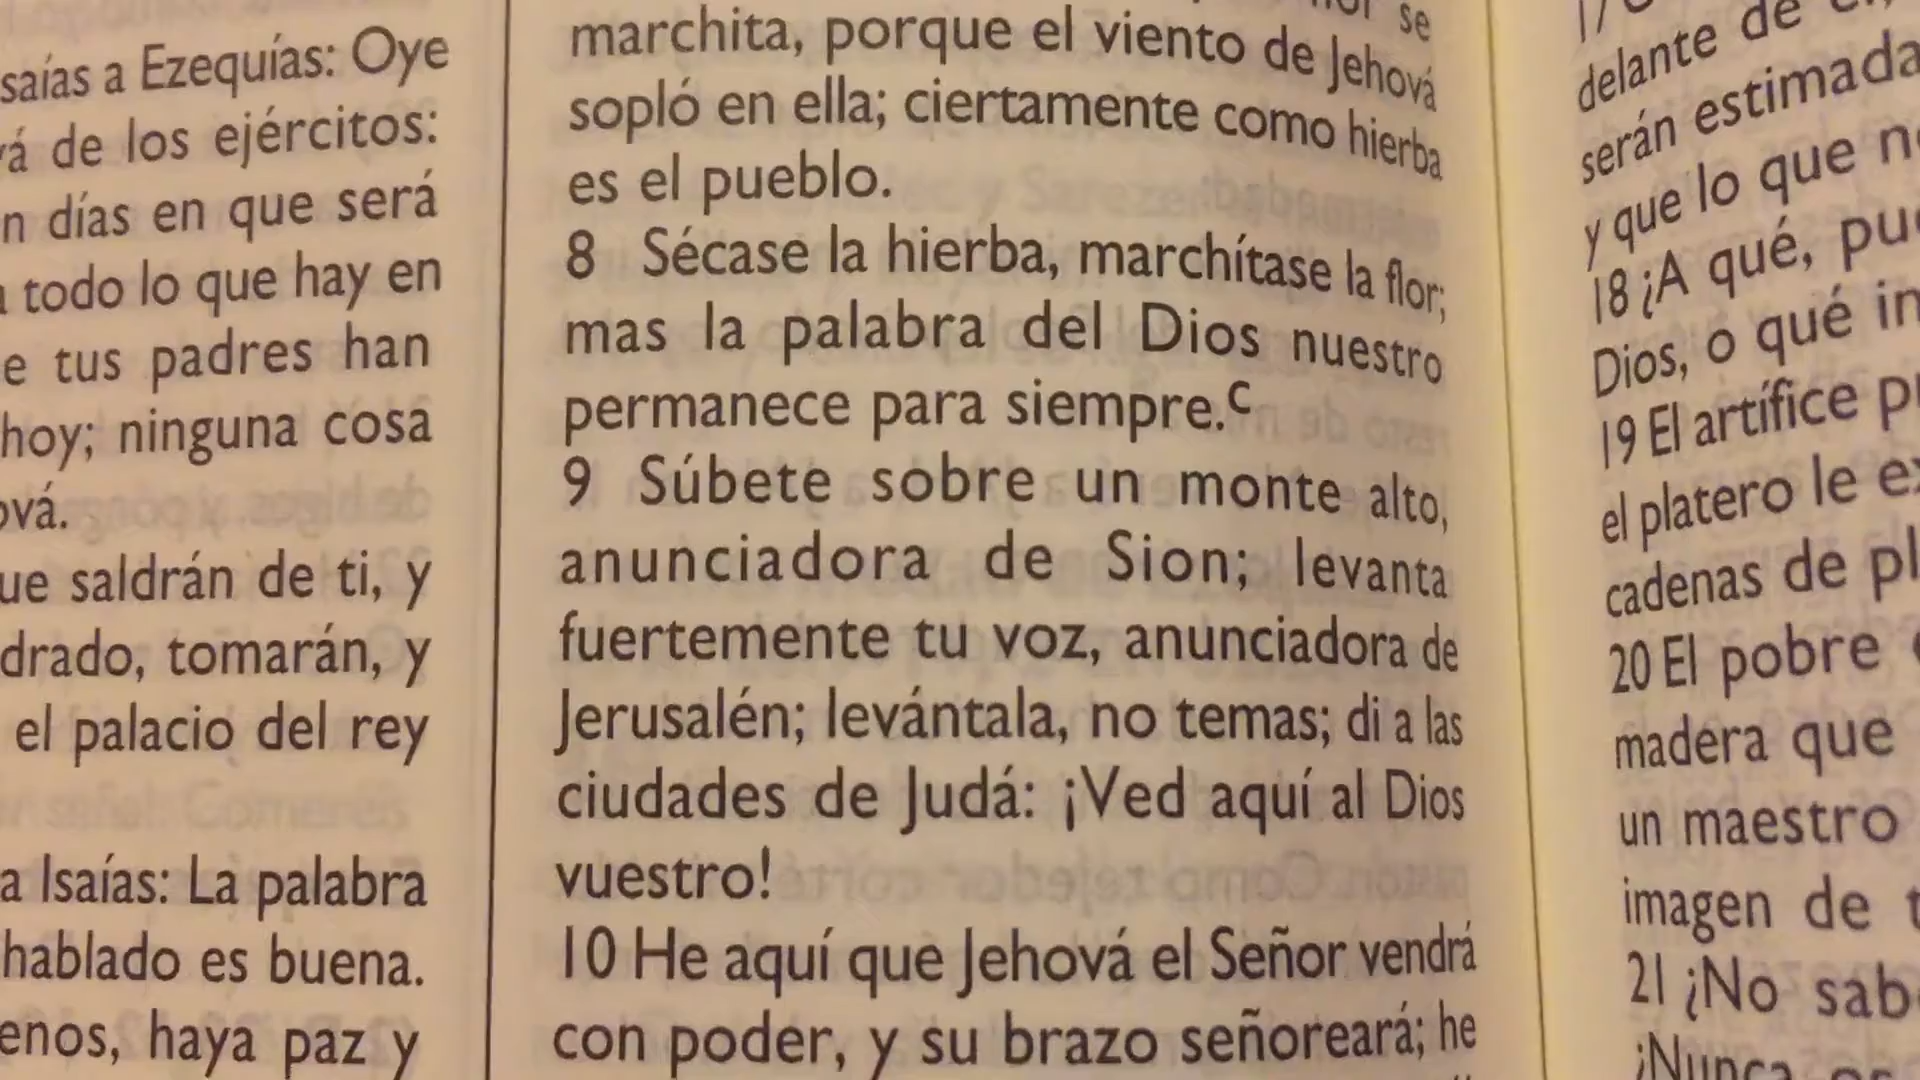 saías a Ezequías: Oye
de los ejércitos:
días en que será
todo lo que hay en
tus padres han
hoy; ninguna cosa
saldrán de ti, y
tomarán, y
el palacio del rey
a Isaías: La palabra
hablado es buena.
haya paz y
se
marchita, porque el viento de Jehová
sopló en ella; ciertamente como hierba
es el pueblo.
8 Sécase la hierba, marchítase la flor;
mas la palabra del Dios nuestro
permanece para siempre.c
9 Súbete sobre un monte alto,
anunciadora de Sion; levanta
fuertemente tu voz, anunciadora de
Jerusalén; levántala, no temas; di a las
ciudades de Judá: ¡Ved aquí al Dios
vuestro!
10 He aquí que Jehová el Señor vendrá
con poder, y su brazo señoreará; he
delante de
serán estimada
y que lo que
18 ¿A qué,
Dios, o qué
19 El artífice
el platero le
cadenas de
20 El pobre
madera que
un maestro
imagen de
21 ¿No